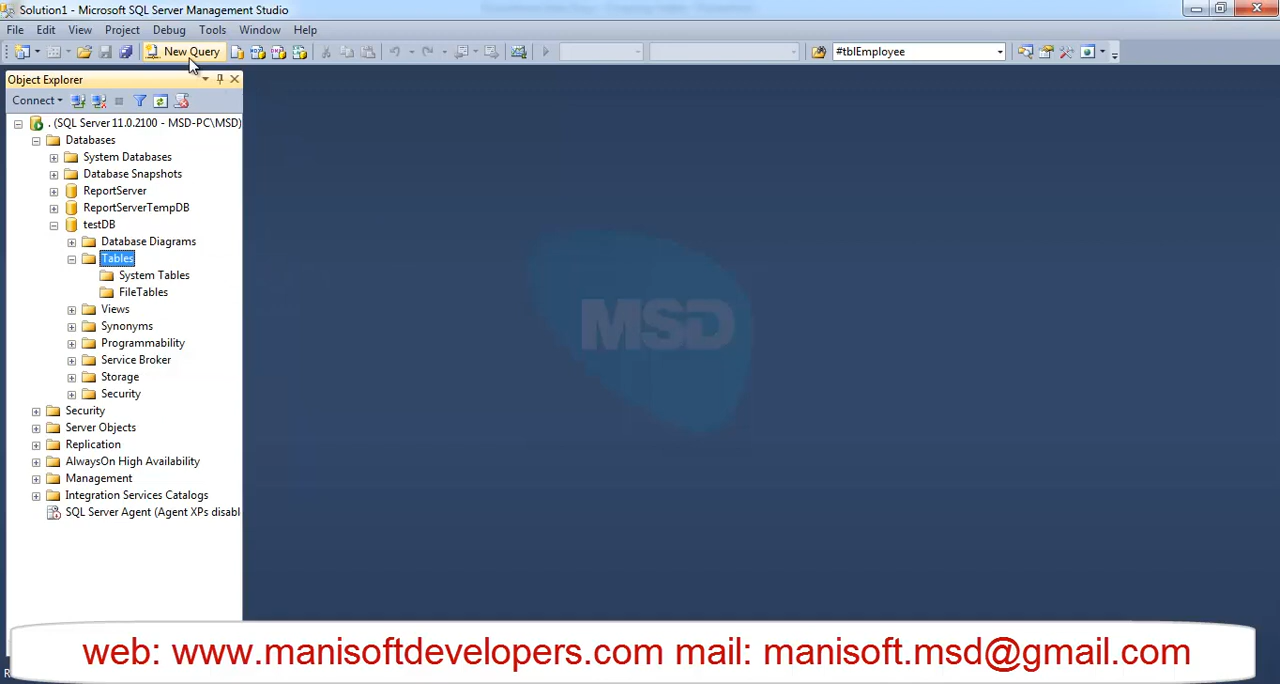 Solution1 - Microsoft SQL Server Management Studio
File Edit View Project Debug Tools Window Help
New Query #tblEmployee
Object Explorer
Connect
. (SQL Server 11.0.2100 - MSD-PC\MSD)
Databases
System Databases
Database Snapshots
ReportServer
ReportServerTempDB
testDB
Database Diagrams
Tables
System Tables
FileTables
Views
Synonyms
Programmability
Service Broker
Storage
Security
Security
Server Objects
Replication
AlwaysOn High Availability
Management
Integration Services Catalogs
SQL Server Agent (Agent XPs disabl
MSD
web: www.manisoftdevelopers.com mail: manisoft.msd@gmail.com